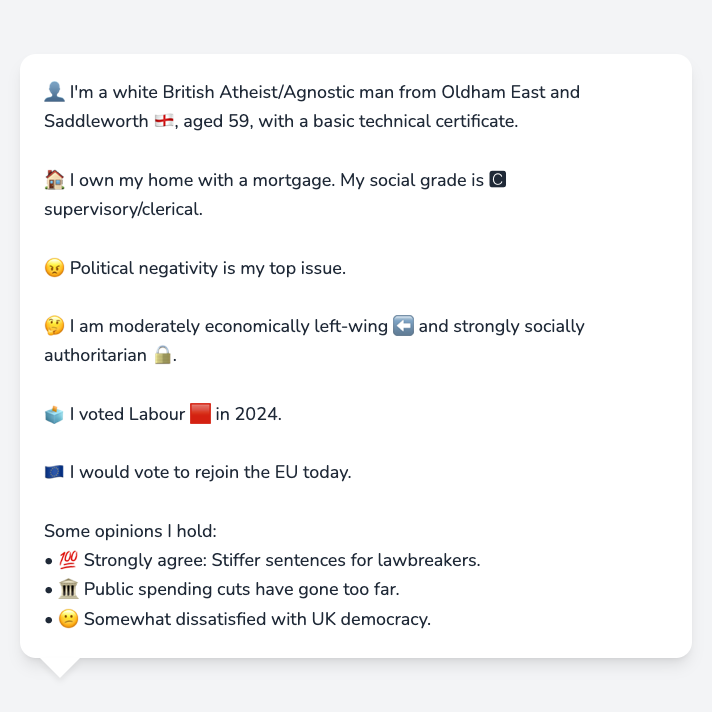 👤 I'm a white British Atheist/Agnostic man from Oldham East and
Saddleworth 🏴󠁧󠁢󠁥󠁮󠁧󠁿, aged 59, with a basic technical certificate.
🏠 I own my home with a mortgage. My social grade is 🅲
supervisory/clerical.
😠 Political negativity is my top issue.
🤔 I am moderately economically left-wing ⬅️ and strongly socially
authoritarian 🔒.
🗳️ I voted Labour 🟥 in 2024.
🇪🇺 I would vote to rejoin the EU today.
Some opinions I hold:
• 💯 Strongly agree: Stiffer sentences for lawbreakers.
• 🏛️ Public spending cuts have gone too far.
• 😕 Somewhat dissatisfied with UK democracy.